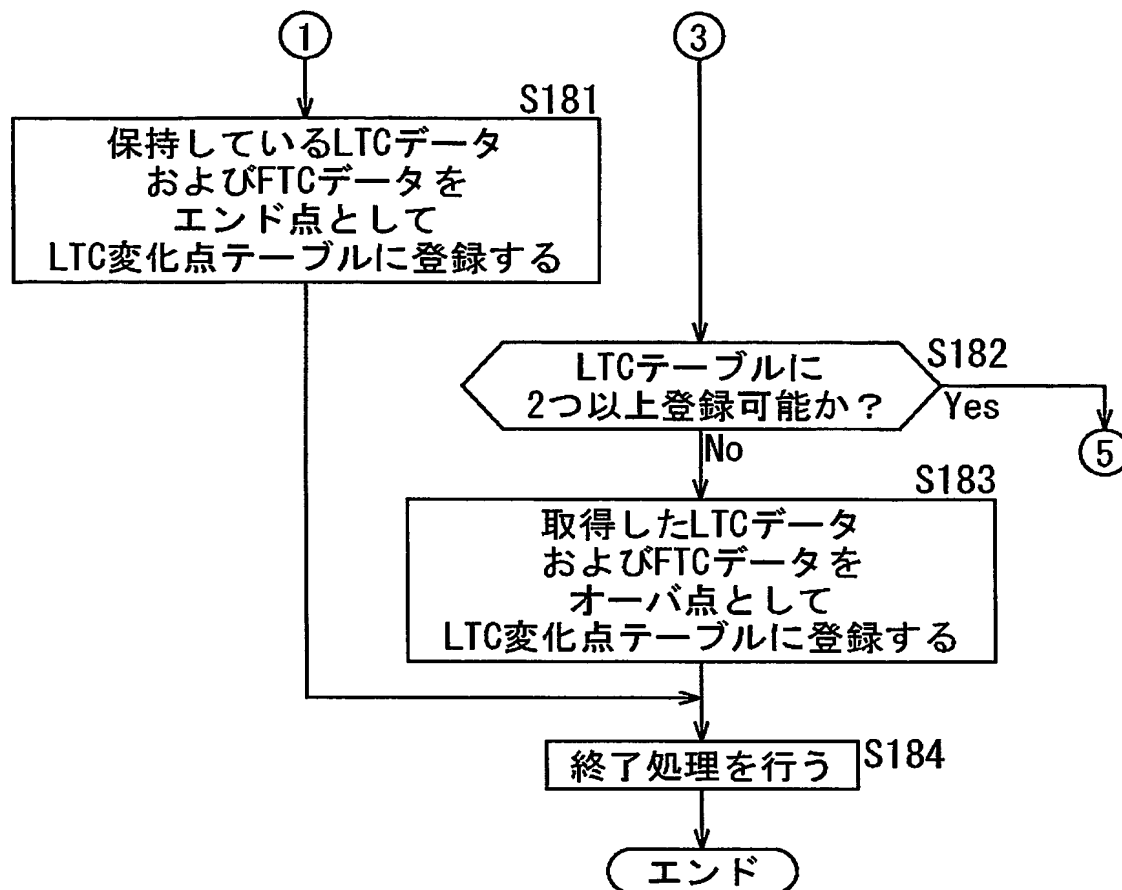 ①
③
S181
保持しているLTCデータ
およびFTCデータを
エンド点として
LTC変化点テーブルに登録する
LTCテーブルに
2つ以上登録可能か？
S182
Yes
⑤
No
S183
取得したLTCデータ
およびFTCデータを
オーバ点として
LTC変化点テーブルに登録する
終了処理を行う
S184
エンド